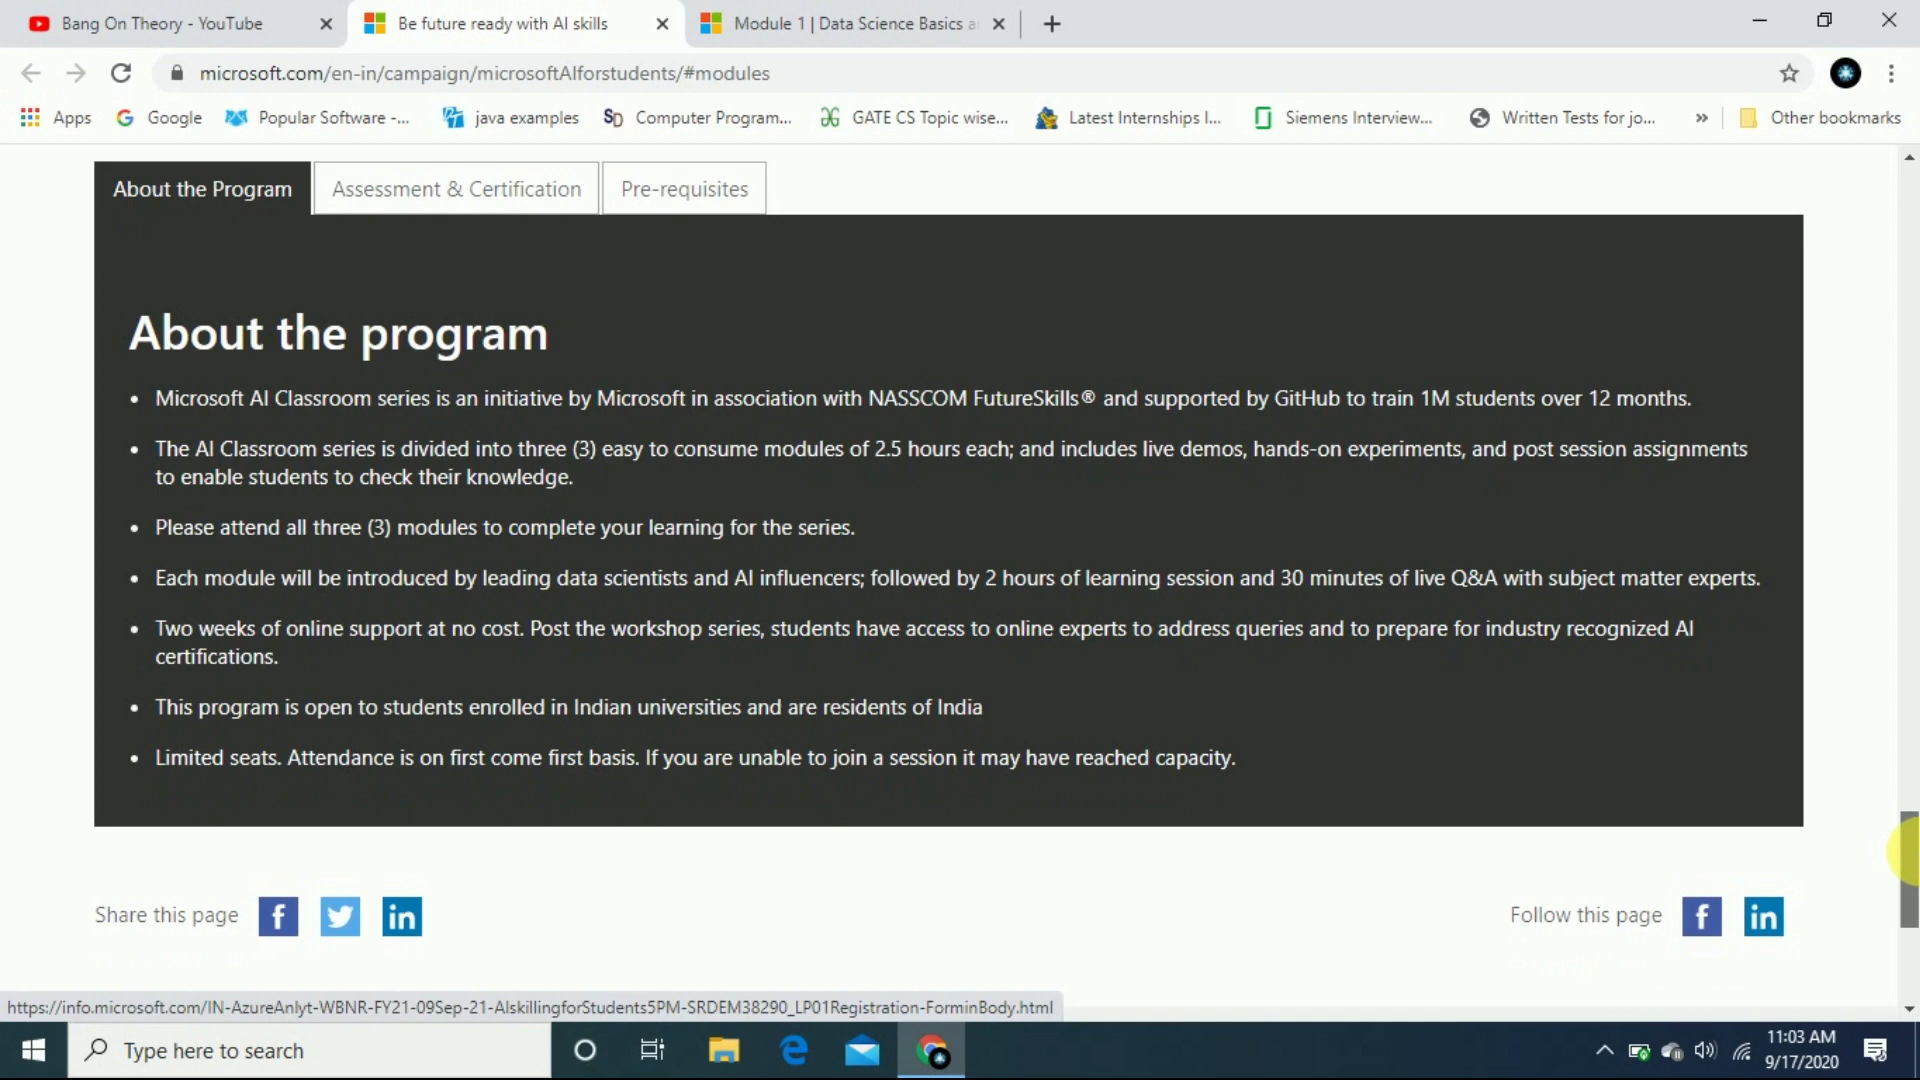 Bang On Theory - YouTube
Be future ready with AI skills
Module 1 | Data Science Basics a
microsoft.com/en-in/campaign/microsoftAIforstudents/#modules
Apps
Google
Popular Software -...
java examples
Computer Program...
GATE CS Topic wise...
Latest Internships I...
Siemens Interview...
Written Tests for jo...
»
Other bookmarks
About the Program
Assessment & Certification
Pre-requisites
About the program
• Microsoft AI Classroom series is an initiative by Microsoft in association with NASSCOM FutureSkills® and supported by GitHub to train 1M students over 12 months.
• The AI Classroom series is divided into three (3) easy to consume modules of 2.5 hours each; and includes live demos, hands-on experiments, and post session assignments
to enable students to check their knowledge.
• Please attend all three (3) modules to complete your learning for the series.
• Each module will be introduced by leading data scientists and AI influencers; followed by 2 hours of learning session and 30 minutes of live Q&A with subject matter experts.
• Two weeks of online support at no cost. Post the workshop series, students have access to online experts to address queries and to prepare for industry recognized AI
certifications.
• This program is open to students enrolled in Indian universities and are residents of India
• Limited seats. Attendance is on first come first basis. If you are unable to join a session it may have reached capacity.
Share this page
Follow this page
https://info.microsoft.com/IN-AzureAnlyt-WBNR-FY21-09Sep-21-AIskillingforStudents5PM-SRDEM38290_LP01Registration-ForminBody.html
Type here to search
11:03 AM
9/17/2020